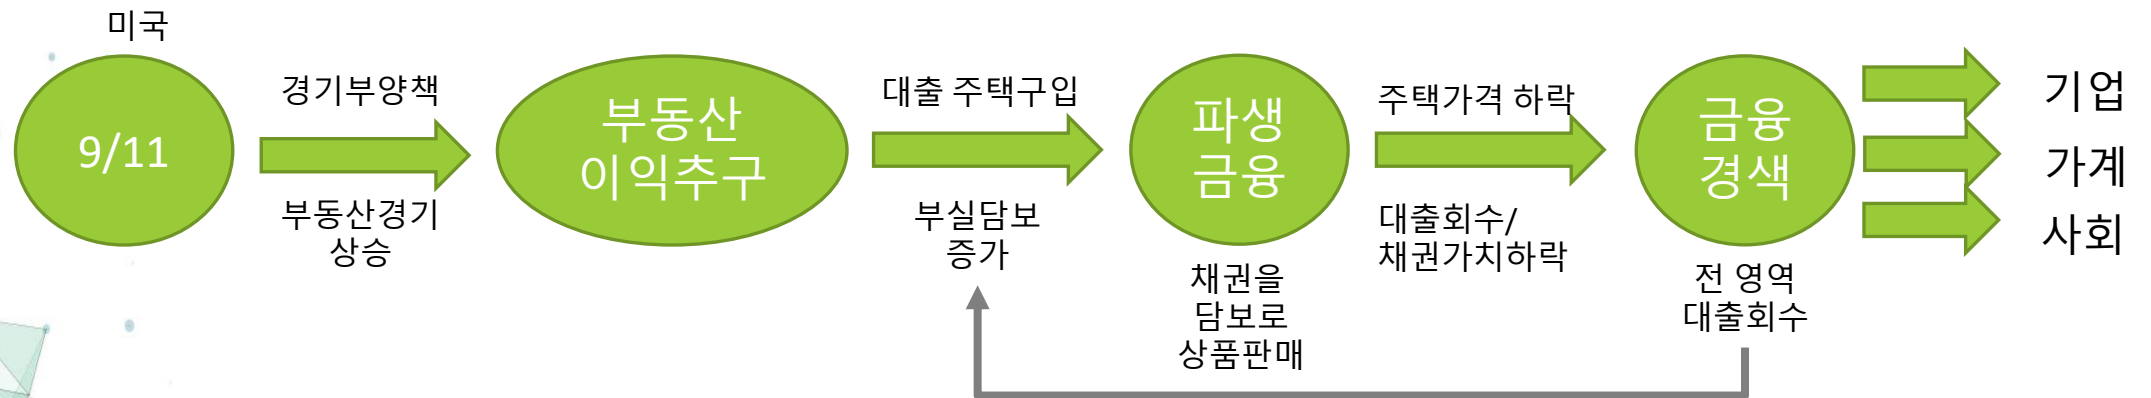 미국
9/11
경기부양책
부동산경기
상승
부동산
이익추구
대출 주택구입
부실담보
증가
파생
금융
채권을
담보로
상품판매
주택가격 하락
대출회수/
채권가치하락
금융
경색
전 영역
대출회수
기업
가계
사회